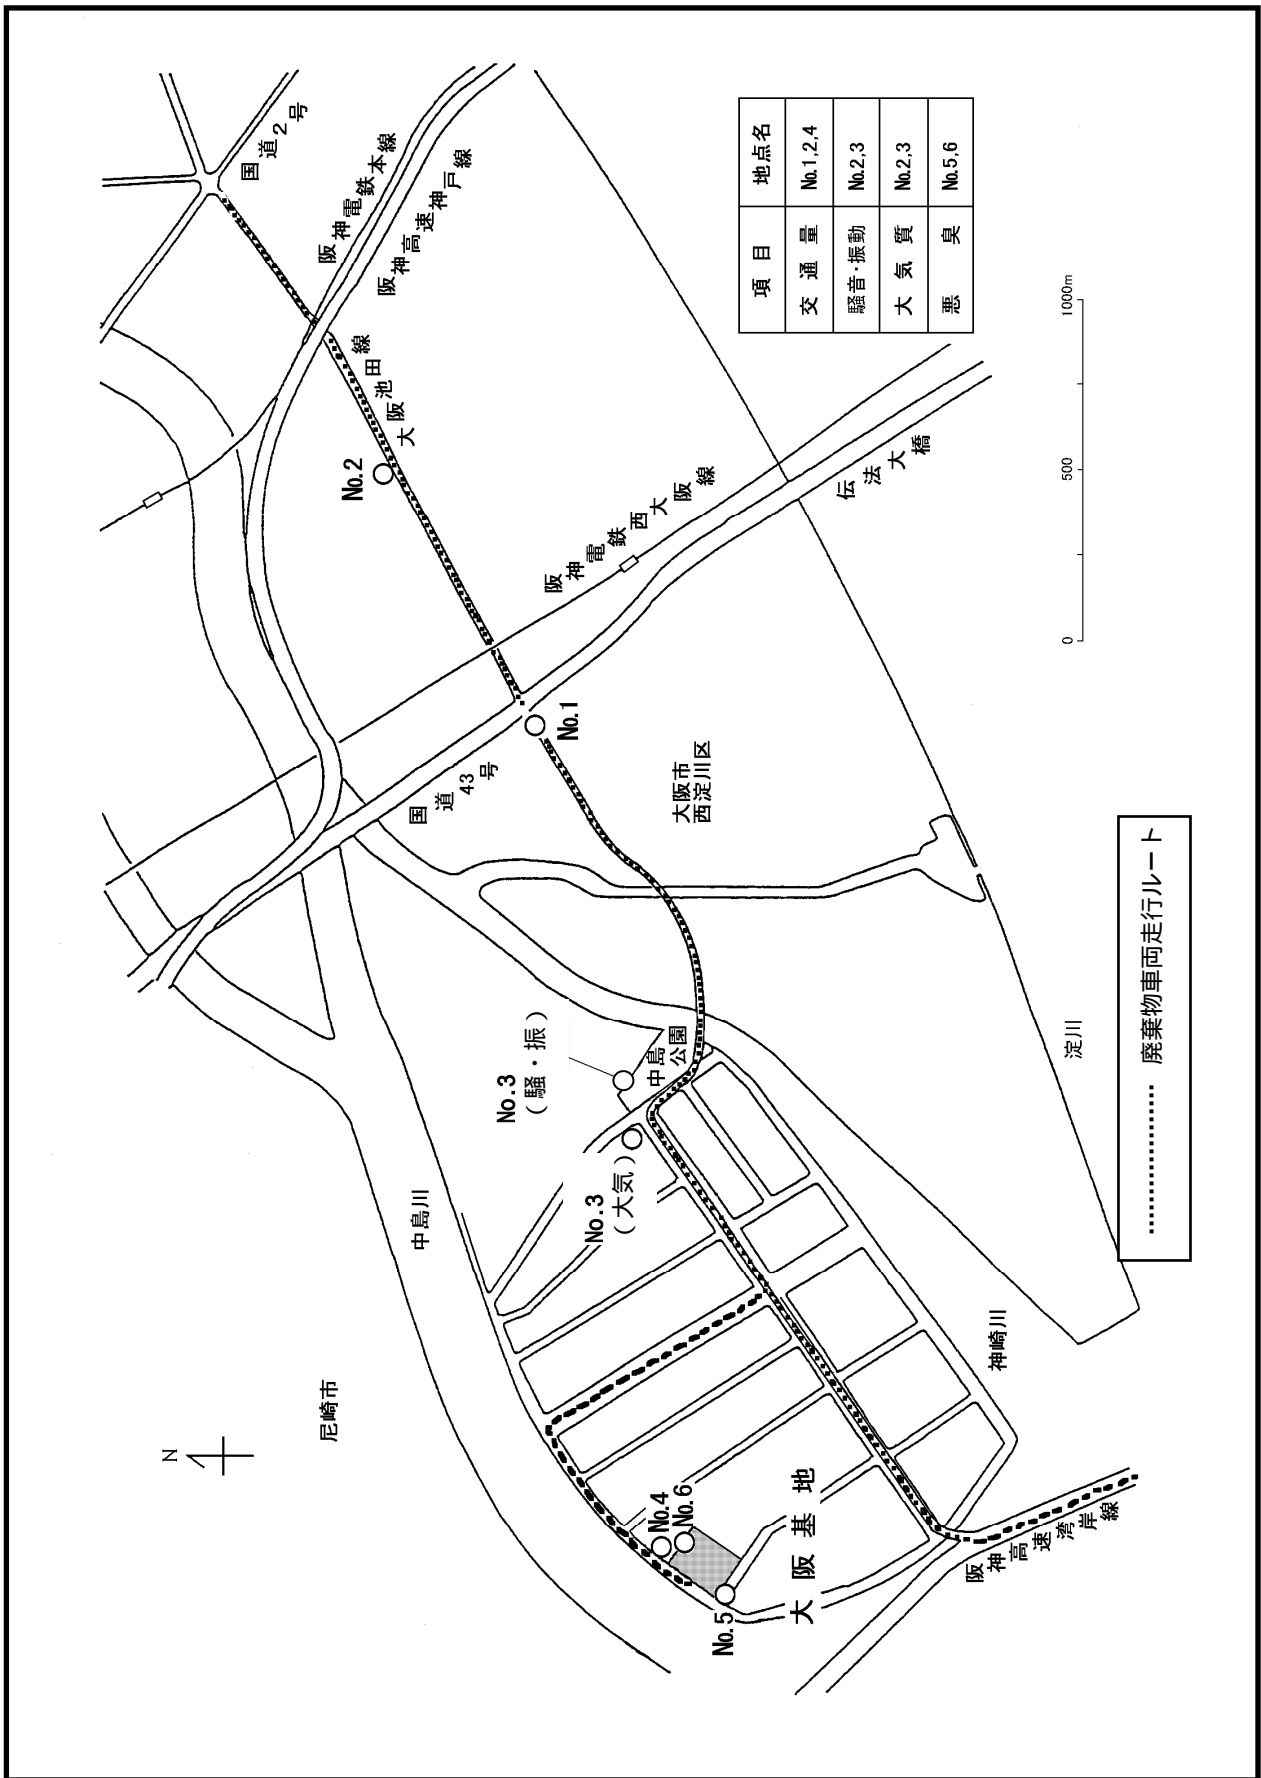 国道2号
阪神電鉄本線
阪神高速神戸線
大阪池田線
No.2
阪神電鉄西大阪線
伝法大橋
No.1
国道43号
大阪市
西淀川区
中島
公園
No.3
（騒・振）
No.3
（大気）
中島川
尼崎市
N
淀川
神崎川
No.4
No.6
No.5
大阪基地
阪神高速湾岸線
項目 地点名
交通量 No.1,2,4
騒音・振動 No.2,3
大気質 No.2,3
悪臭 No.5,6
0 500 1000m
廃棄物車両走行ルート